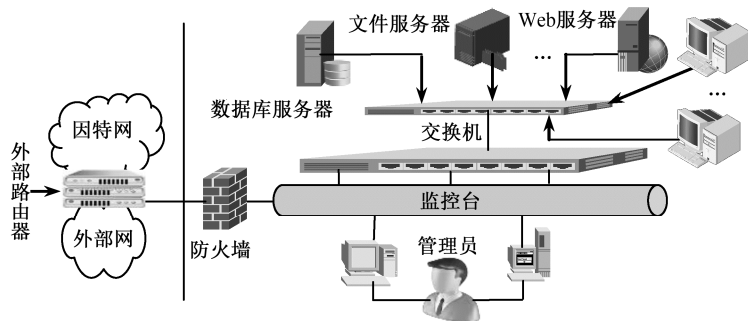 文件服务器
Web服务器
...
数据库服务器
...
交换机
因特网
外部路由器
外部网
防火墙
监控台
管理员